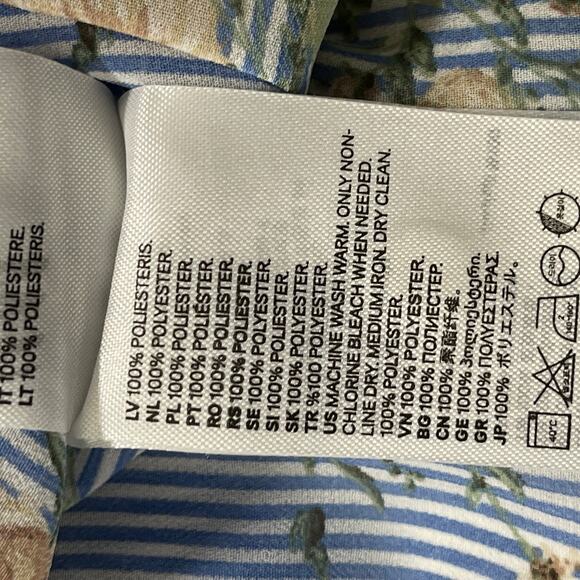 IT 100% POLIESTERE.
LT 100% POLIESTERIS.
LV 100% POLIESTERIS.
NL 100% POLYESTER.
PL 100% POLIESTER.
PT 100% POLIÉSTER.
RO 100% POLIESTER.
RS 100% POLIESTER.
SE 100% POLYESTER.
SI 100% POLIESTER.
SK 100% POLYESTER.
TR %100 POLYESTER.
US MACHINE WASH WARM. ONLY NON-
CHLORINE BLEACH WHEN NEEDED.
LINE DRY. MEDIUM IRON. DRY CLEAN.
100% POLYESTER.
VN 100% POLYESTER.
BG 100% ПОЛИЕСТЕР.
CN 100% 聚酯纤维。
GE 100% პოლიესტერი.
GR 100% ΠΟΛΥΕΣΤΕΡΑΣ
JP 100% ポリエステル。
40°C